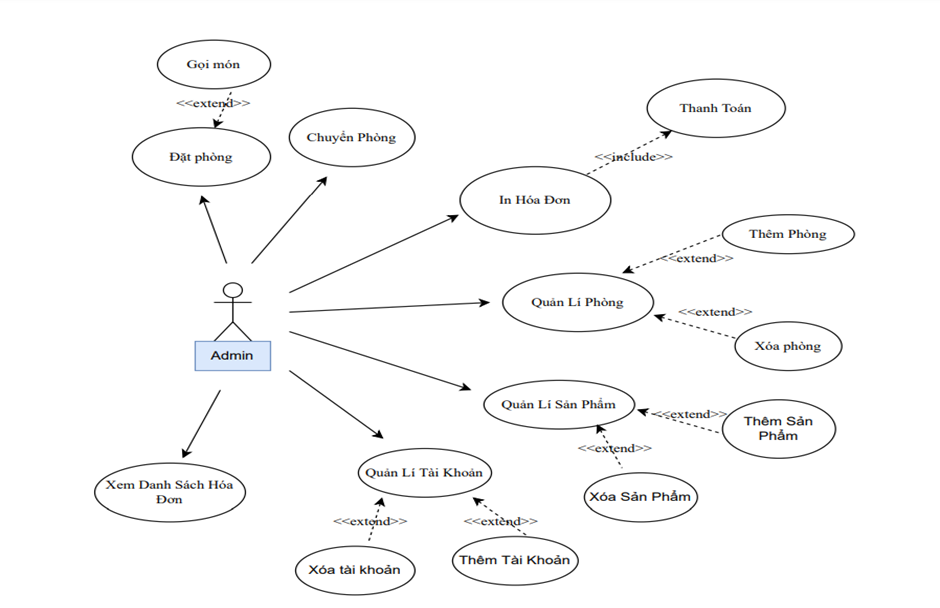 Gọi món
<<extend>>
Đặt phòng
Chuyển Phòng
Thanh Toán
<<include>>
In Hóa Đơn
Thêm Phòng
<<extend>>
Quản Lí Phòng
<<extend>>
Xóa phòng
Admin
Quản Lí Sản Phẩm
<<extend>>
Thêm Sản
Phẩm
<<extend>>
Xóa Sản Phẩm
Quản Lí Tài Khoản
Xem Danh Sách Hóa
Đơn
<<extend>>
<<extend>>
Xóa tài khoản
Thêm Tài Khoản